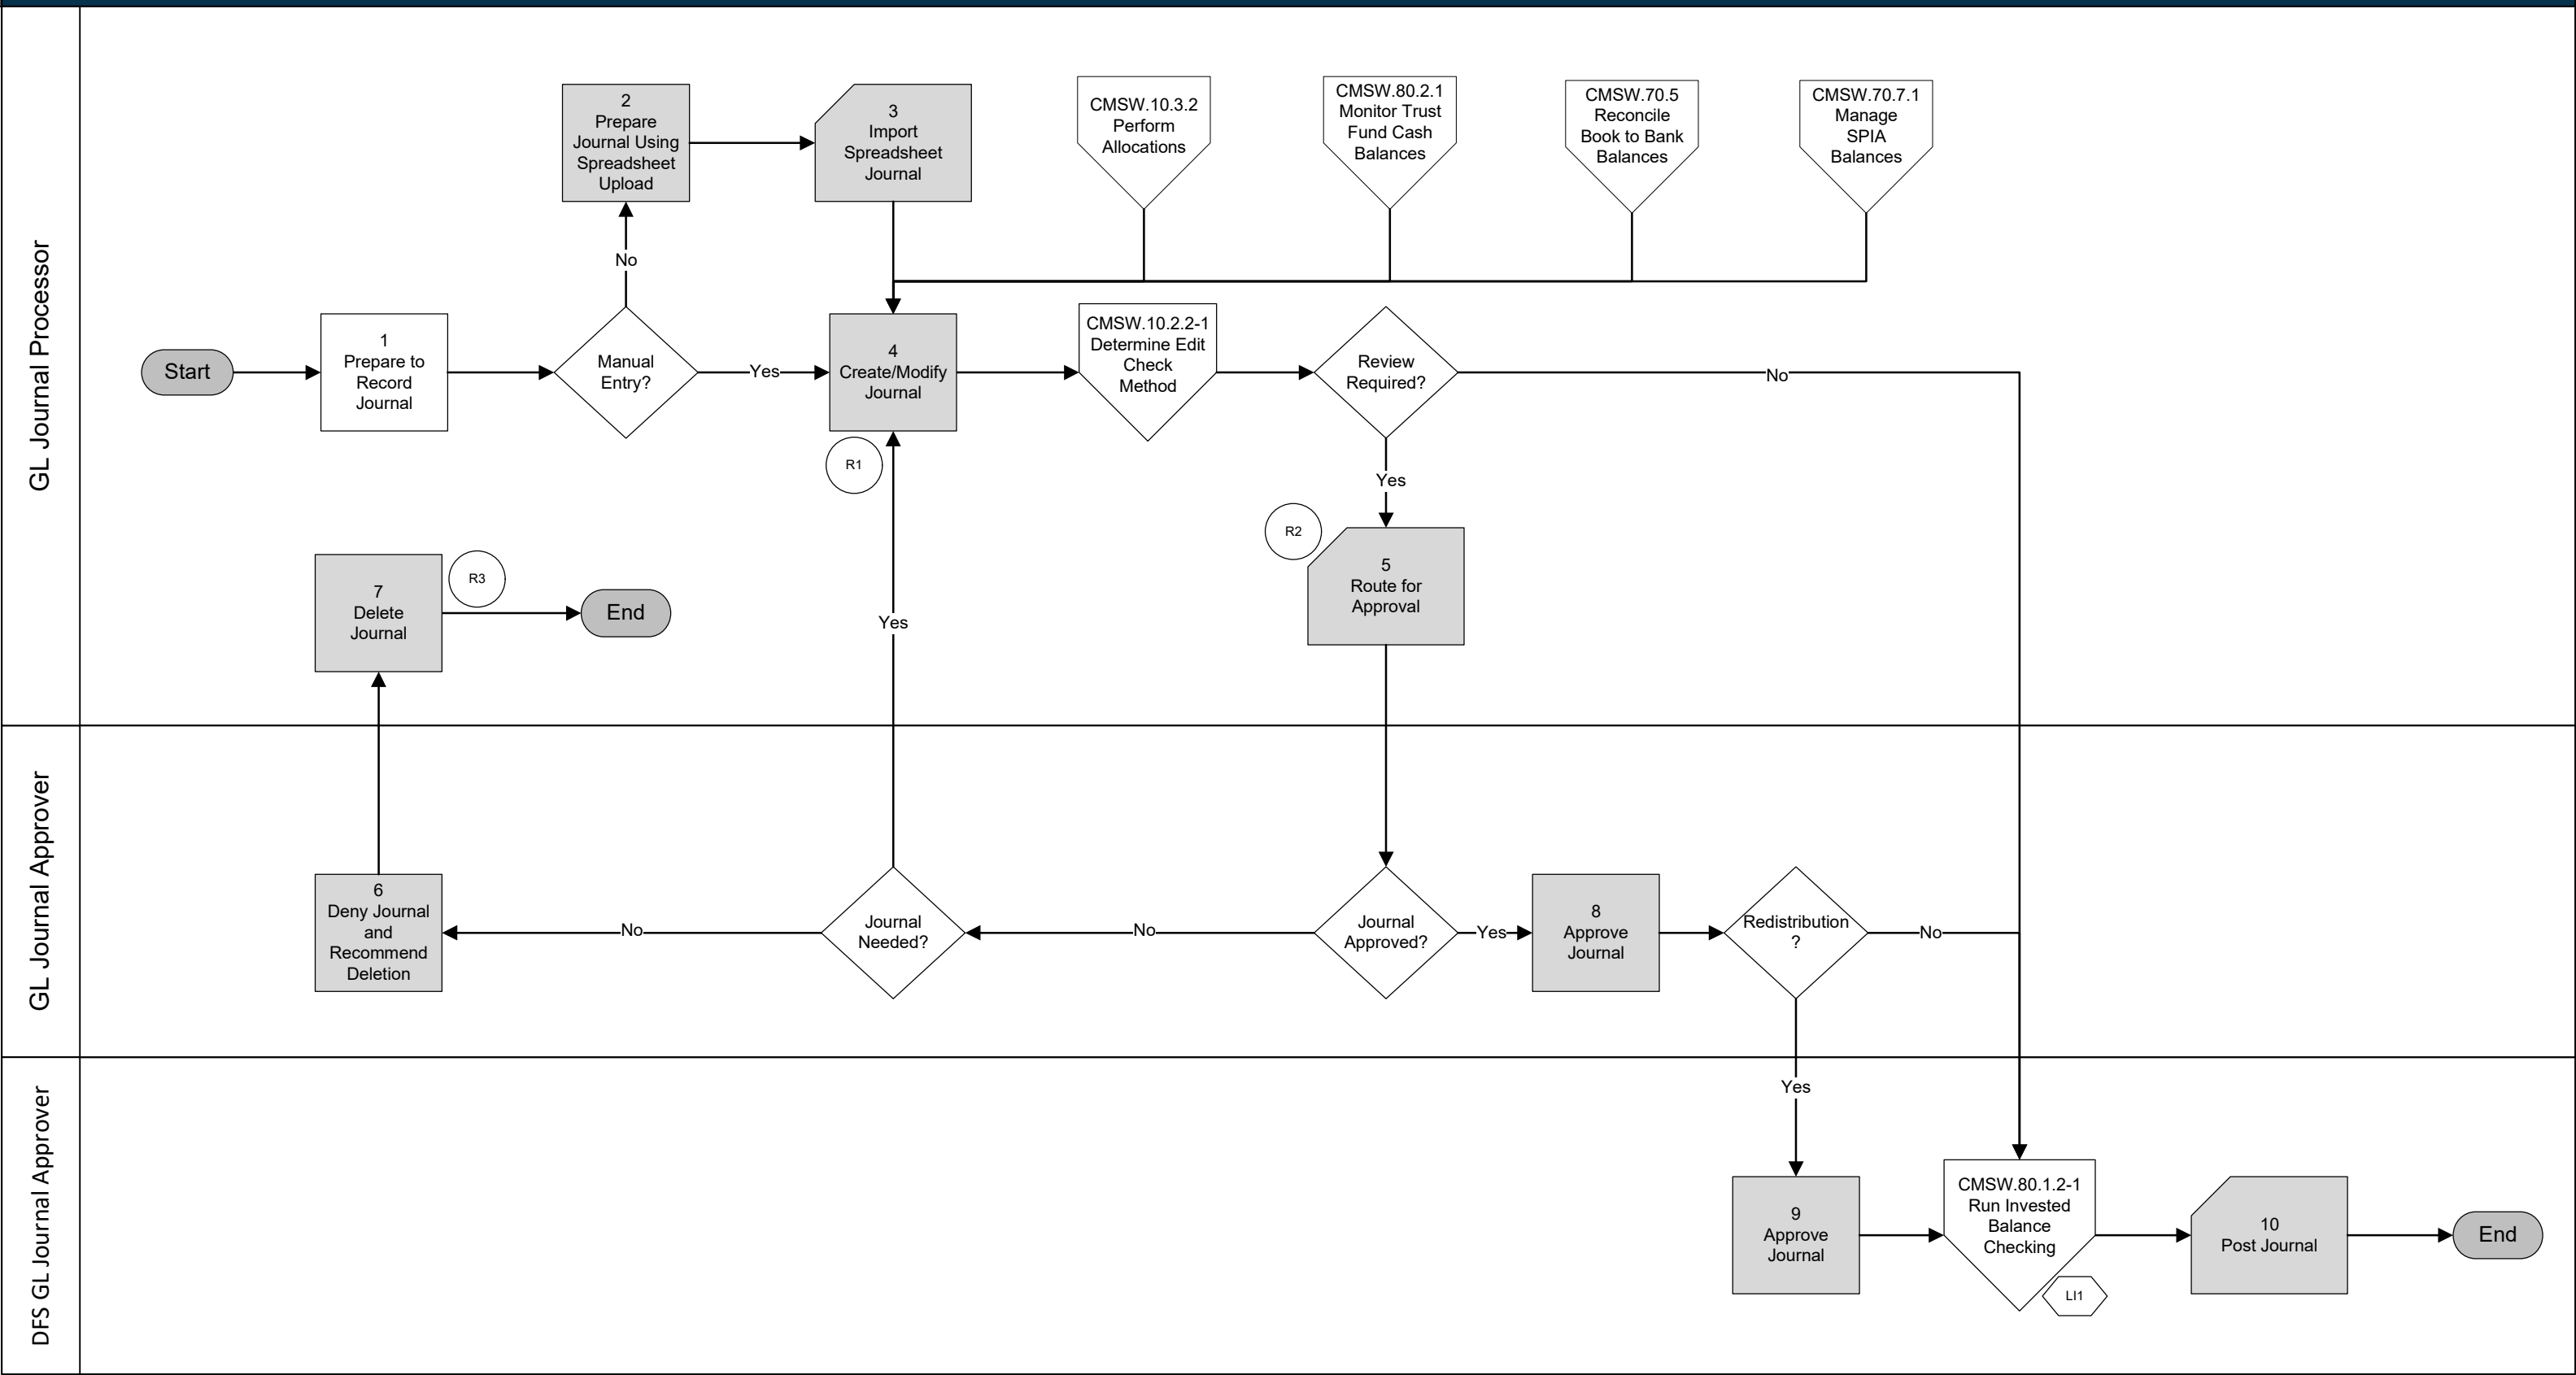 GL Journal Processor
2
Prepare
Journal Using
Spreadsheet
Upload
3
Import
Spreadsheet
Journal
CMSW.10.3.2
Perform
Allocations
CMSW.80.2.1
Monitor Trust
Fund Cash
Balances
CMSW.70.5
Reconcile
Book to Bank
Balances
CMSW.70.7.1
Manage
SPIA
Balances
No
Start
1
Prepare to
Record
Journal
Manual
Entry?
Yes
4
Create/Modify
Journal
CMSW.10.2.2-1
Determine Edit
Check
Method
Review
Required?
No
R1
Yes
R2
5
Route for
Approval
7
Delete
Journal
R3
End
Yes
GL Journal Approver
6
Deny Journal
and
Recommend
Deletion
No
Journal
Needed?
No
Journal
Approved?
Yes
8
Approve
Journal
Redistribution
?
No
DFS GL Journal Approver
Yes
9
Approve
Journal
CMSW.80.1.2-1
Run Invested
Balance
Checking
LI1
10
Post Journal
End